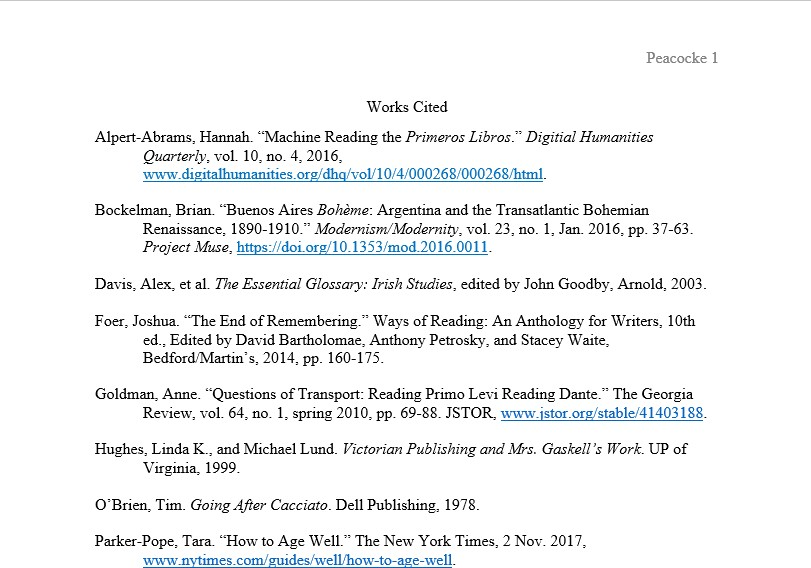 Peacocke 1
Works Cited
Alpert-Abrams, Hannah. “Machine Reading the Primeros Libros.” Digitial Humanities
Quarterly, vol. 10, no. 4, 2016,
www.digitalhumanities.org/dhq/vol/10/4/000268/000268/html.
Bockelman, Brian. “Buenos Aires Bohème: Argentina and the Transatlantic Bohemian
Renaissance, 1890-1910.” Modernism/Modernity, vol. 23, no. 1, Jan. 2016, pp. 37-63.
Project Muse, https://doi.org/10.1353/mod.2016.0011.
Davis, Alex, et al. The Essential Glossary: Irish Studies, edited by John Goodby, Arnold, 2003.
Foer, Joshua. “The End of Remembering.” Ways of Reading: An Anthology for Writers, 10th
ed., Edited by David Bartholomae, Anthony Petrosky, and Stacey Waite,
Bedford/Martin’s, 2014, pp. 160-175.
Goldman, Anne. “Questions of Transport: Reading Primo Levi Reading Dante.” The Georgia
Review, vol. 64, no. 1, spring 2010, pp. 69-88. JSTOR, www.jstor.org/stable/41403188.
Hughes, Linda K., and Michael Lund. Victorian Publishing and Mrs. Gaskell’s Work. UP of
Virginia, 1999.
O’Brien, Tim. Going After Cacciato. Dell Publishing, 1978.
Parker-Pope, Tara. “How to Age Well.” The New York Times, 2 Nov. 2017,
www.nytimes.com/guides/well/how-to-age-well.